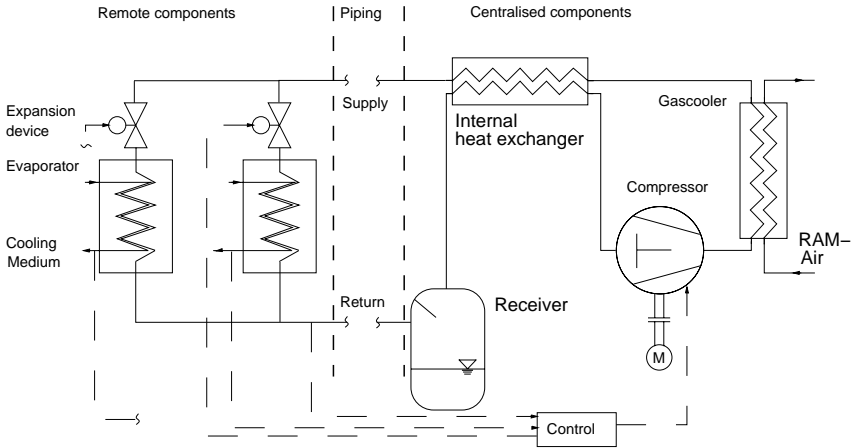 Remote components
Piping
Centralised components
Supply
Gascooler
Expansion
device
Internal
heat exchanger
Evaporator
Compressor
Cooling
Medium
RAM–
Air
Return
Receiver
M
Control